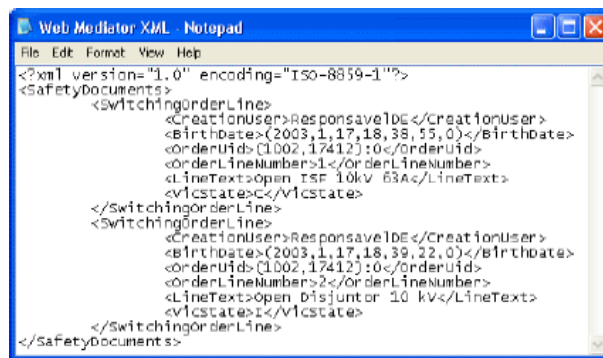 Web Mediator XML - Notepad
File Edit Format View Help
<?xml version="1.0" encoding="ISO-8859-1"?>
<SafetyDocuments>
<SwitchingOrderLine>
<CreationUser>ResponsavelDE</CreationUser>
<BirthDate>(2003,1,17,18,38,55,0)</BirthDate>
<OrderUid>(1002,17412):0</OrderUid>
<OrderLineNumber>1</OrderLineNumber>
<LineText>Open ISF 10kV 63A</LineText>
<VicState>C</VicState>
</SwitchingOrderLine>
<SwitchingOrderLine>
<CreationUser>ResponsavelDE</CreationUser>
<BirthDate>(2003,1,17,18,39,22,0)</BirthDate>
<OrderUid>(1002,17412):0</OrderUid>
<OrderLineNumber>2</OrderLineNumber>
<LineText>Open Disjuntor 10 kV</LineText>
<VicState>I</VicState>
</SwitchingOrderLine>
</SafetyDocuments>